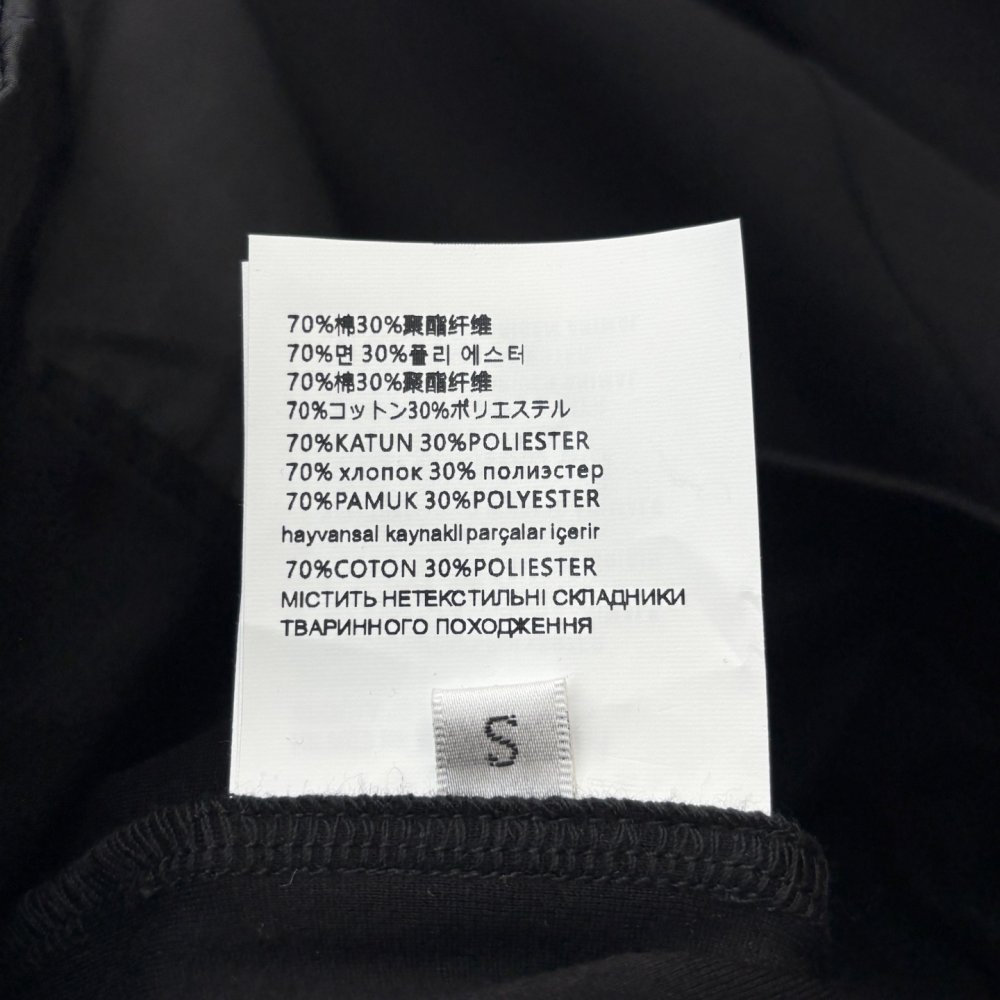 70%棉30%聚酯纤维
70%면 30%폴리 에스터
70%棉30%聚酯纤维
70%コットン30%ポリエステル
70%KATUN 30%POLIESTER
70% хлопок 30% полиэстер
70%PAMUK 30%POLYESTER
hayvansal kaynakll parçalar içerir
70%COTON 30%POLIESTER
МІСТИТЬ НЕТЕКСТИЛЬНІ СКЛАДНИКИ
ТВАРИННОГО ПОХОДЖЕННЯ
S